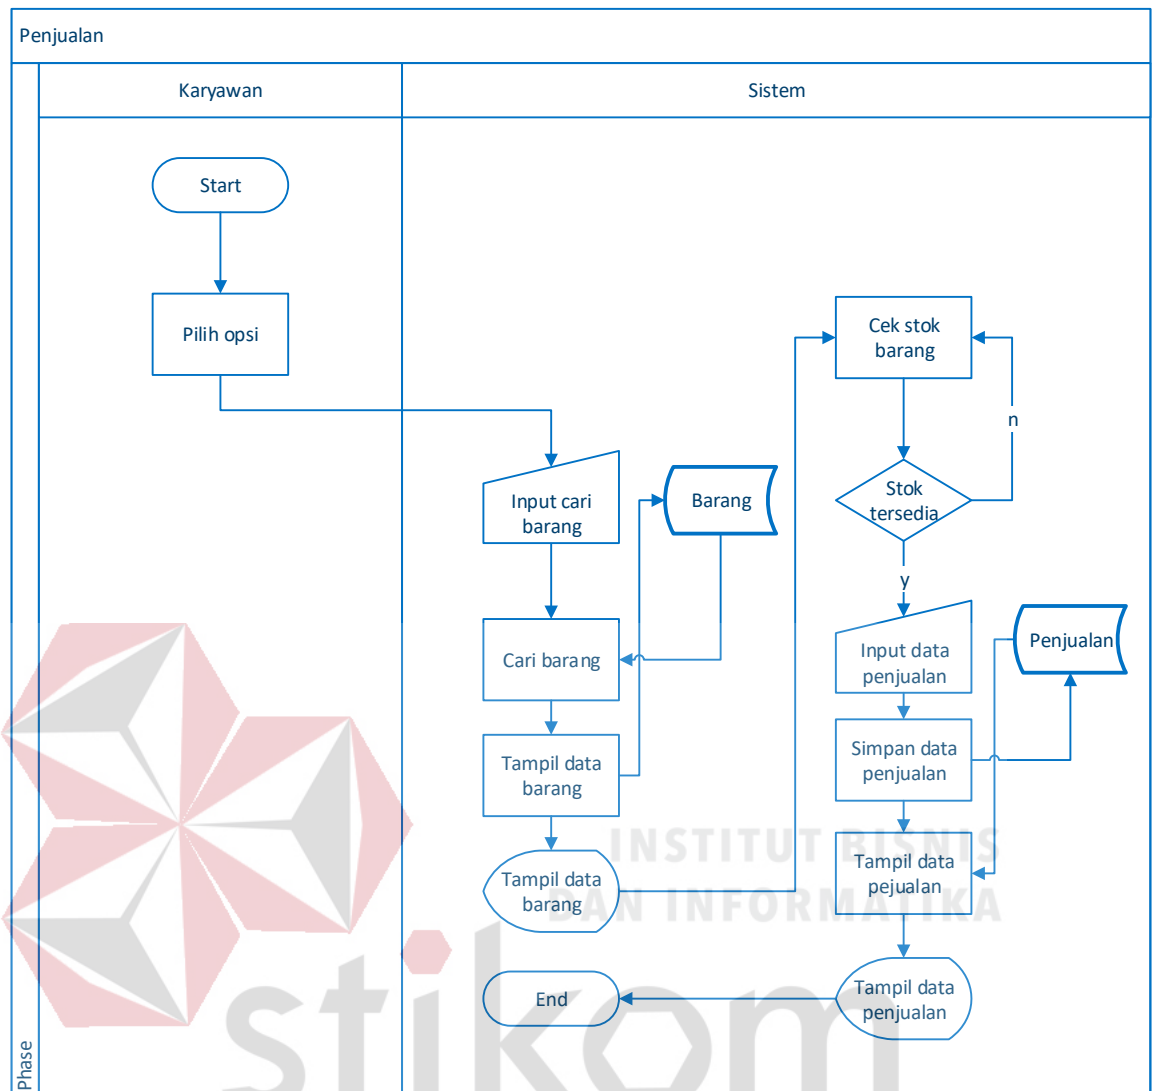 Penjualan
Karyawan
Sistem
Start
Pilih opsi
Input cari
barang
Barang
Cari barang
Tampil data
barang
Tampil data
barang
Cek stok
barang
n
Stok
tersedia
y
Input data
penjualan
Penjualan
Simpan data
penjualan
Tampil data
pejualan
Tampil data
penjualan
End
Phase
INSTITUT BISNIS
DAN INFORMATIKA
stikom